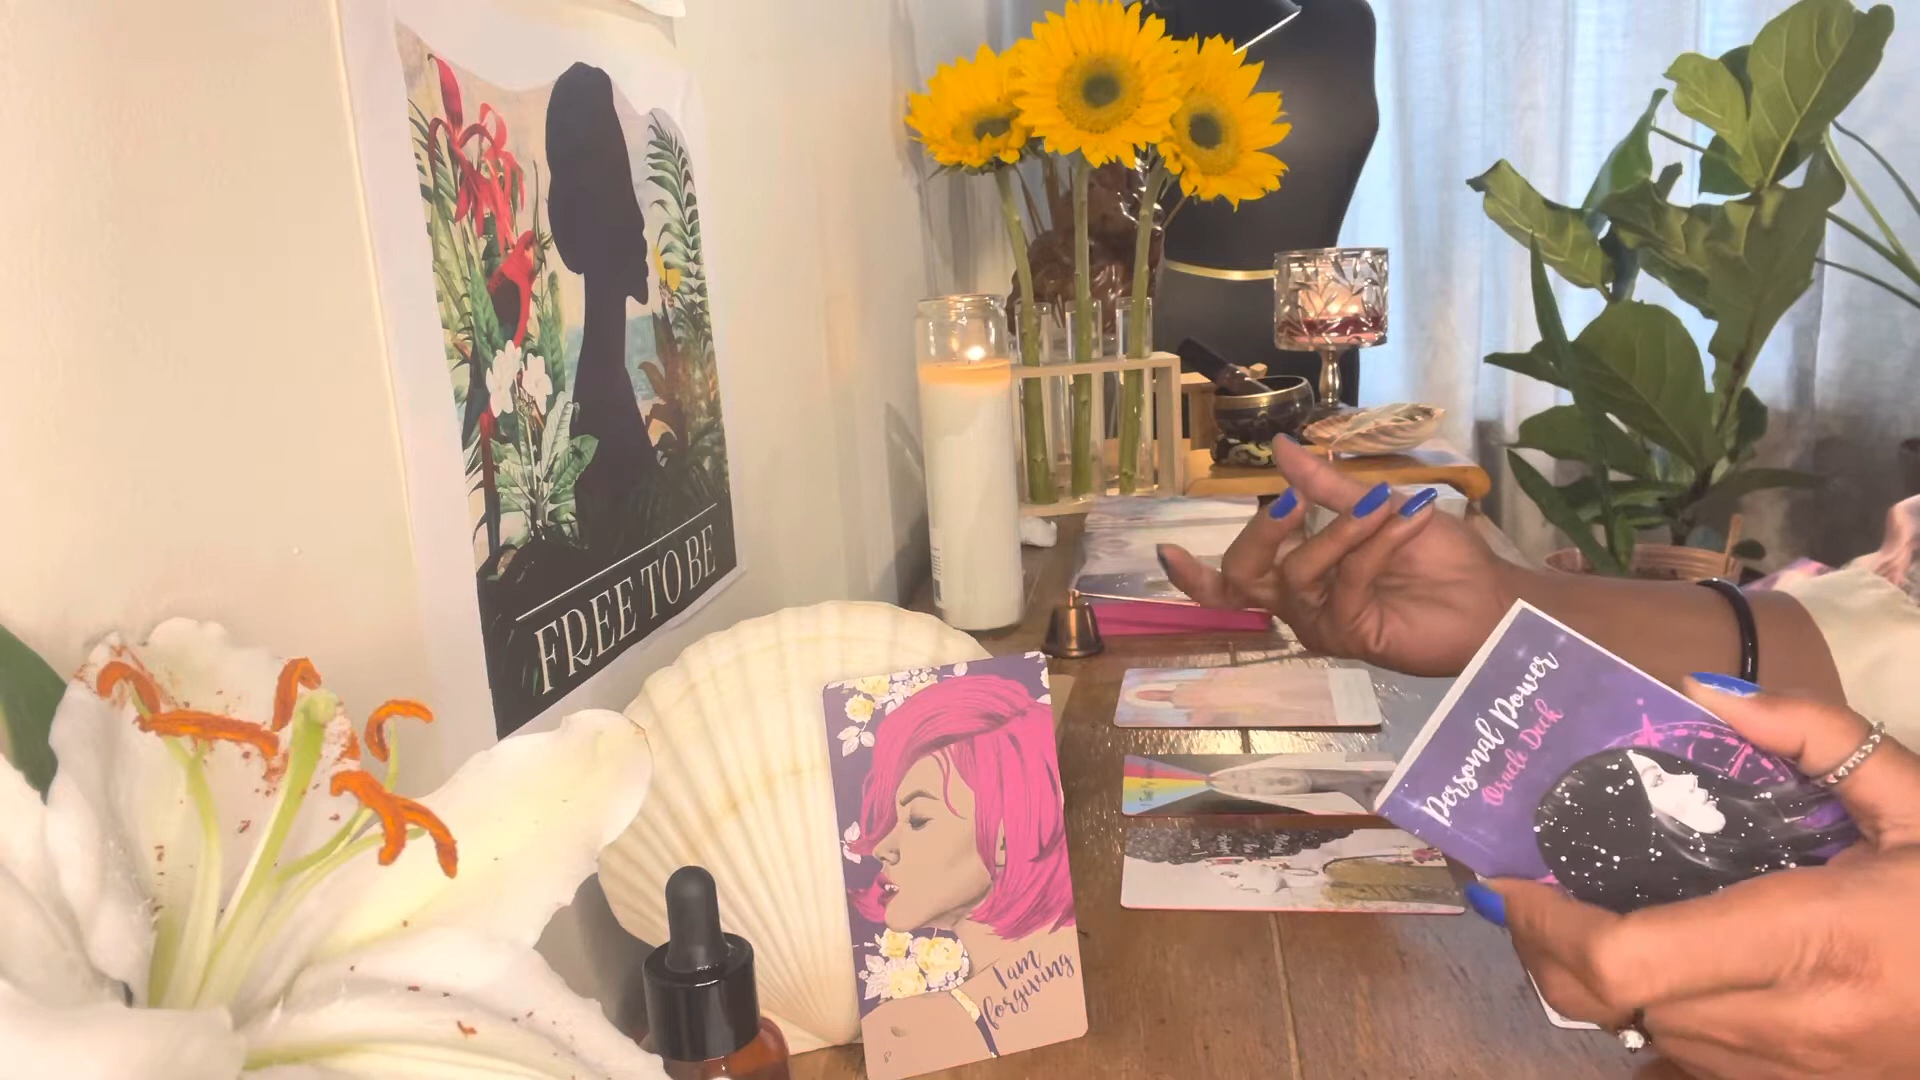 FREE TO BE
Personal Power
Oracle Deck
I am
forgiving